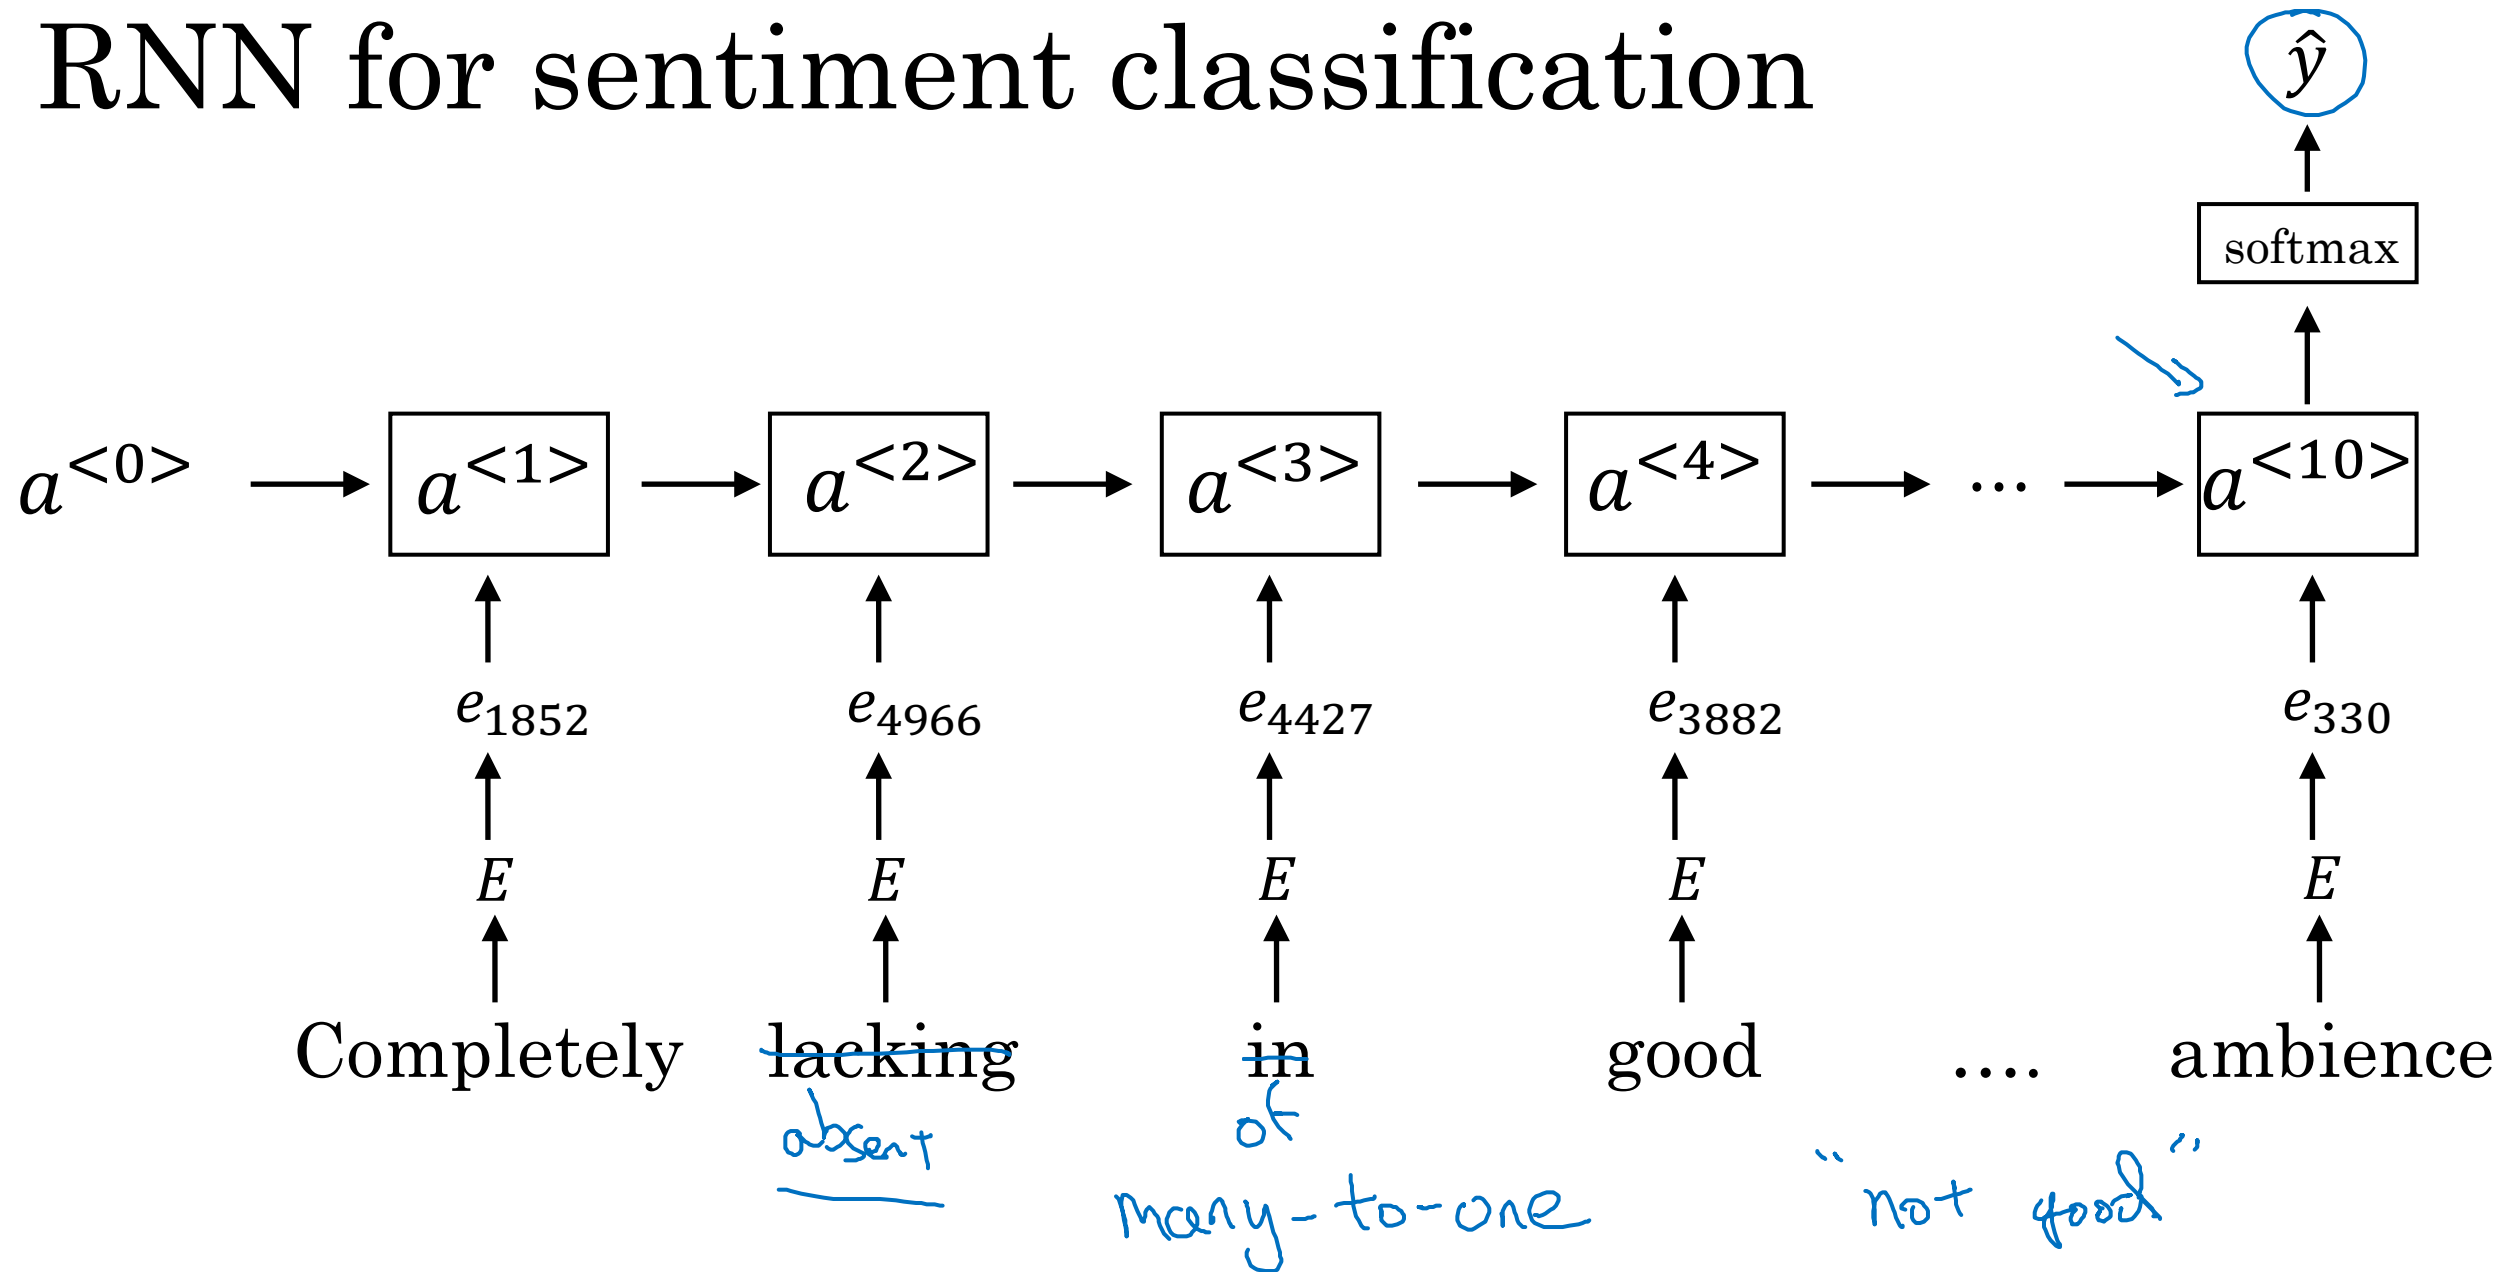 RNN for sentiment classification
ŷ
softmax
a<0> a<1> a<2> a<3> a<4> ... a<10>
e1852 e4966 e4427 e3882 e330
E E E E E
Completely lacking in good .... ambience
absent of
many-to-one "not good"